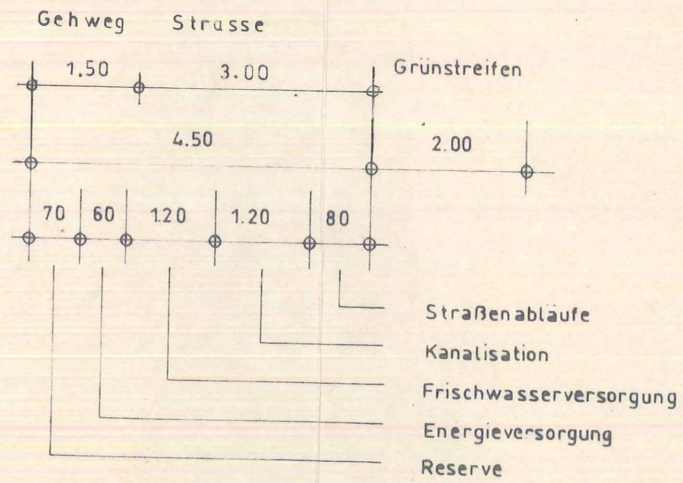 Gehweg Strasse
1.50 3.00 Grünstreifen
4.50 2.00
70 60 1.20 1.20 80
Straßenabläufe
Kanalisation
Frischwasserversorgung
Energieversorgung
Reserve